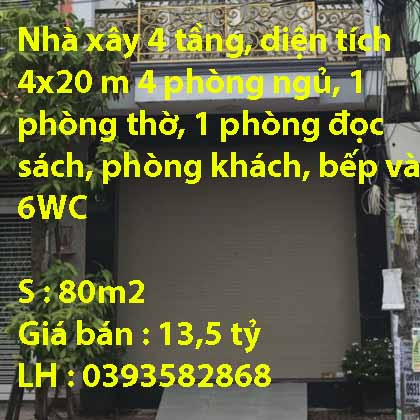 Nhà xây 4 tầng, diện tích
4x20 m 4 phòng ngủ, 1
phòng thờ, 1 phòng đọc
sách, phòng khách, bếp và
6WC
S : 80m2
Giá bán : 13,5 tỷ
LH : 0393582868